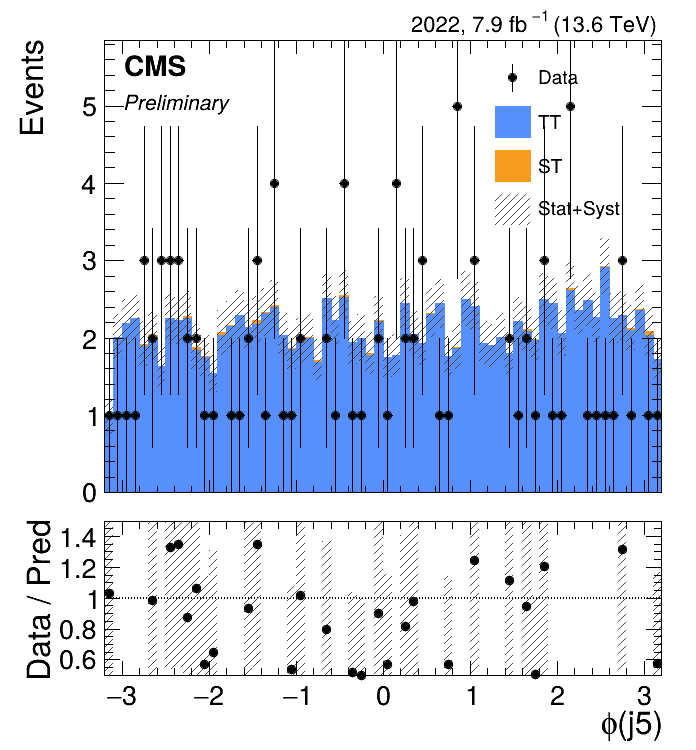 2022, 7.9 fb⁻¹ (13.6 TeV)
Events
CMS
Preliminary
Data
TT
ST
Stat+Syst
5
4
3
2
1
0
Data / Pred
1.4
1.2
1
0.8
0.6
−3 −2 −1 0 1 2 3
ϕ(j5)